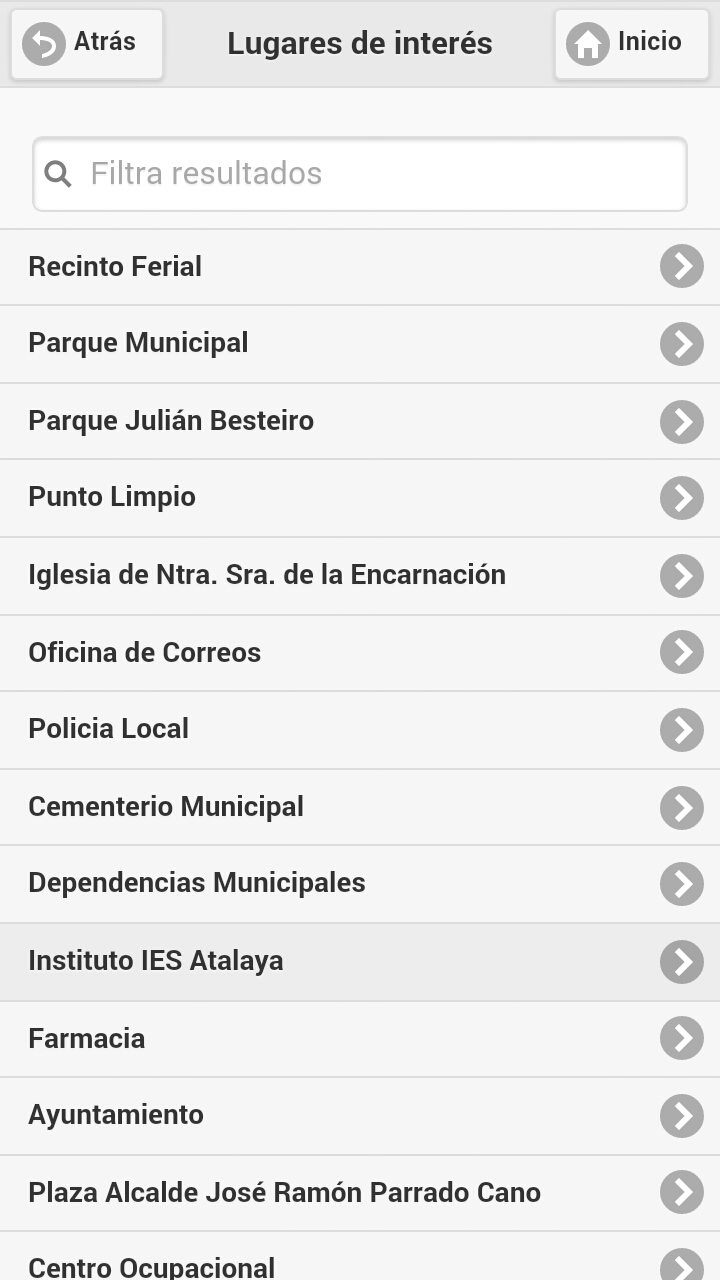 Atrás
Lugares de interés
Inicio
Filtra resultados
Recinto Ferial
Parque Municipal
Parque Julián Besteiro
Punto Limpio
Iglesia de Ntra. Sra. de la Encarnación
Oficina de Correos
Policia Local
Cementerio Municipal
Dependencias Municipales
Instituto IES Atalaya
Farmacia
Ayuntamiento
Plaza Alcalde José Ramón Parrado Cano
Centro Ocupacional